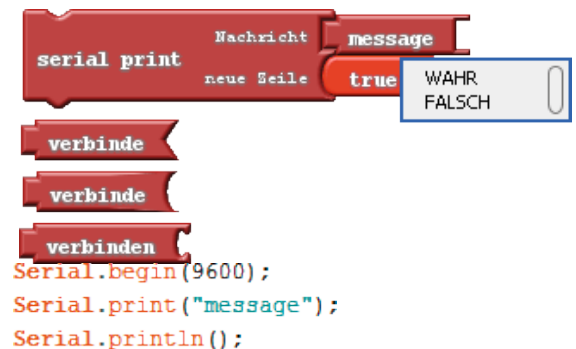 Nachricht message
serial print
neue Zeile true WAHR
FALSCH
verbinde
verbinde
verbinden
Serial.begin(9600);
Serial.print("message");
Serial.println();